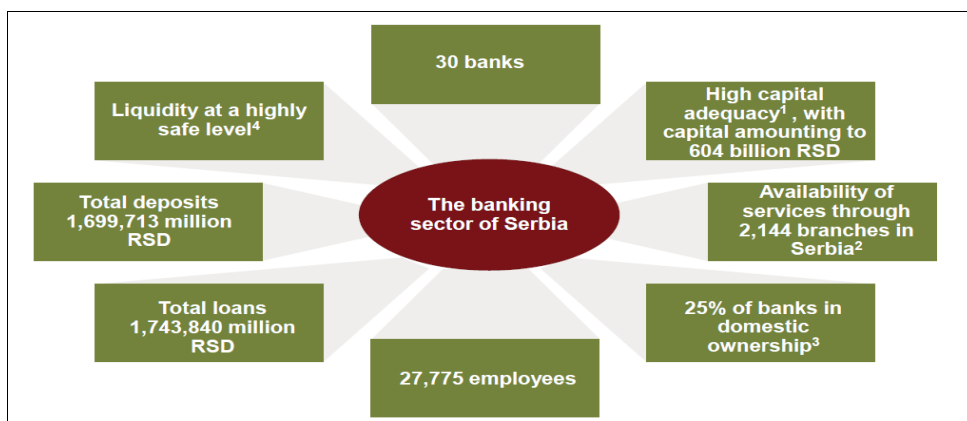 30 banks
Liquidity at a highly
safe level⁴
High capital
adequacy¹ , with
capital amounting to
604 billion RSD
Total deposits
1,699,713 million
RSD
The banking
sector of Serbia
Availability of
services through
2,144 branches in
Serbia²
Total loans
1,743,840 million
RSD
25% of banks in
domestic
ownership³
27,775 employees